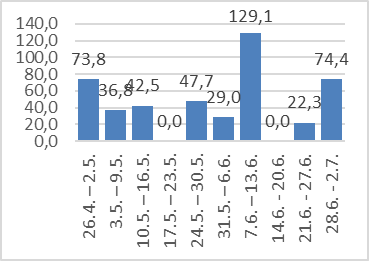 140,0
120,0
100,0
80,0
60,0
40,0
20,0
0,0
73,8
36,8
42,5
0,0
47,7
29,0
129,1
0,0
22,3
74,4
26.4. – 2.5.
3.5. – 9.5.
10.5. – 16.5.
17.5. – 23.5.
24.5. – 30.5.
31.5. – 6.6.
7.6. – 13.6.
14.6. - 20.6.
21.6. - 27.6.
28.6. - 2.7.